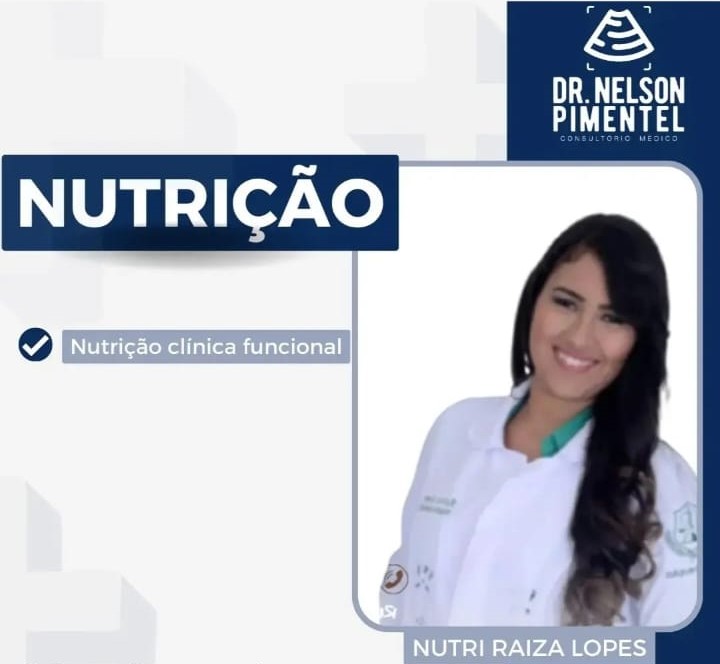 DR. NELSON
PIMENTEL
CONSULTÓRIO MÉDICO
NUTRIÇÃO
Nutrição clínica funcional
NUTRI RAIZA LOPES